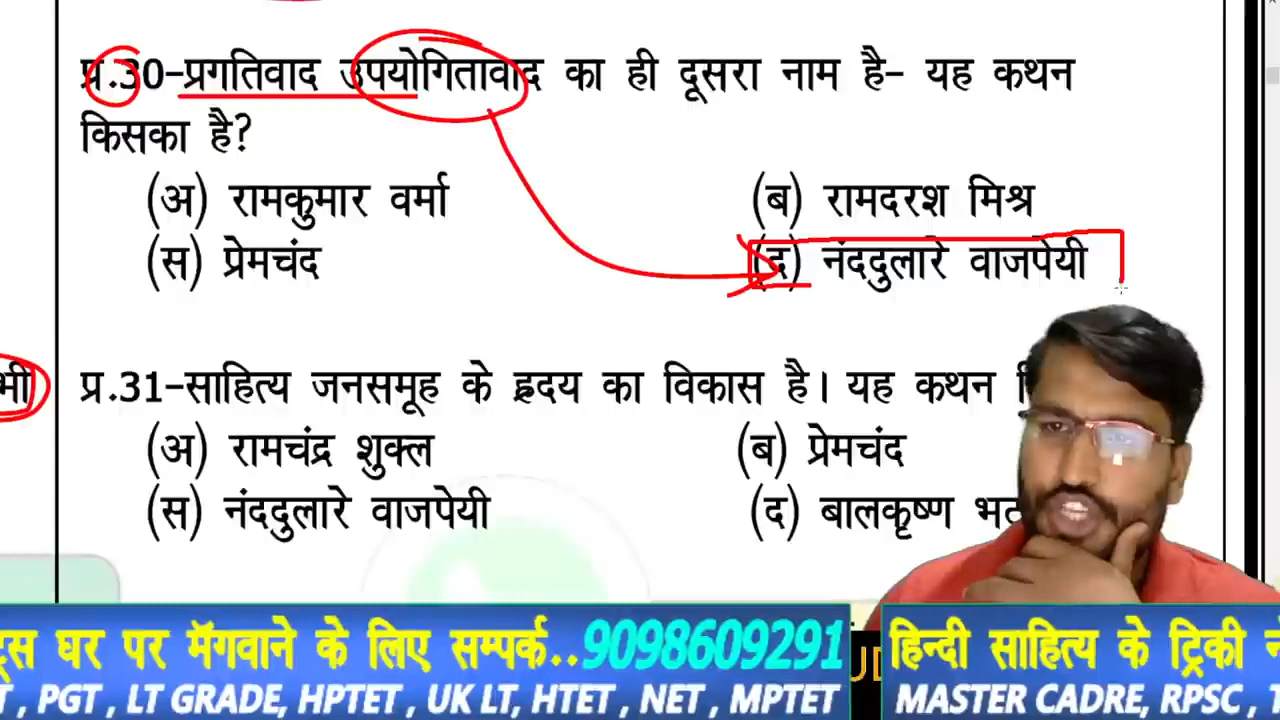 प्र.30-प्रगतिवाद उपयोगितावाद का ही दूसरा नाम है- यह कथन
किसका है?
(अ) रामकुमार वर्मा (ब) रामदरश मिश्र
(स) प्रेमचंद (द) नंददुलारे वाजपेयी
भी
प्र.31-साहित्य जनसमूह के हृदय का विकास है। यह कथन
(अ) रामचंद्र शुक्ल (ब) प्रेमचंद
(स) नंददुलारे वाजपेयी (द) बालकृष्ण
घर पर मॅगवाने के लिए सम्पर्क..9098609291
हिन्दी साहित्य के ट्रिकी
, PGT , LT GRADE, HPTET , UK LT, HTET , NET , MPTET
MASTER CADRE, RPSC ,